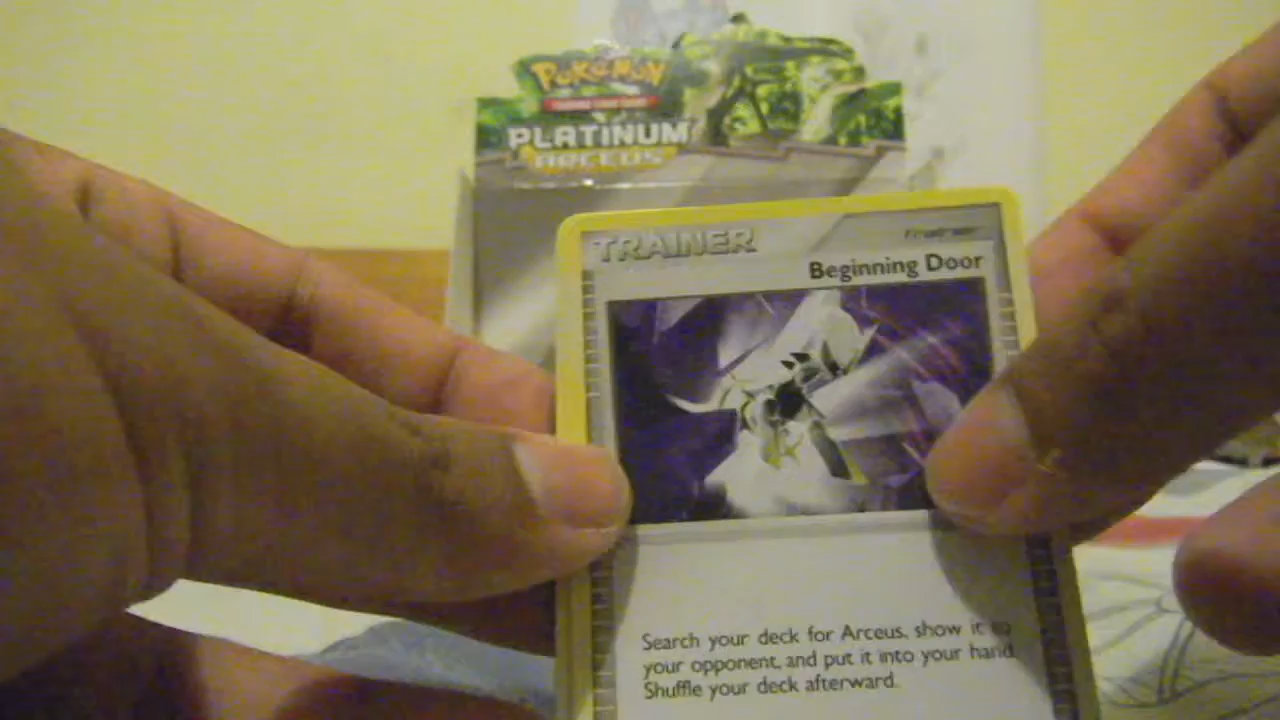 POKéMON
PLATINUM
ARCEUS
TRAINER
Trainer
Beginning Door
Search your deck for Arceus, show it to
your opponent, and put it into your hand.
Shuffle your deck afterward.